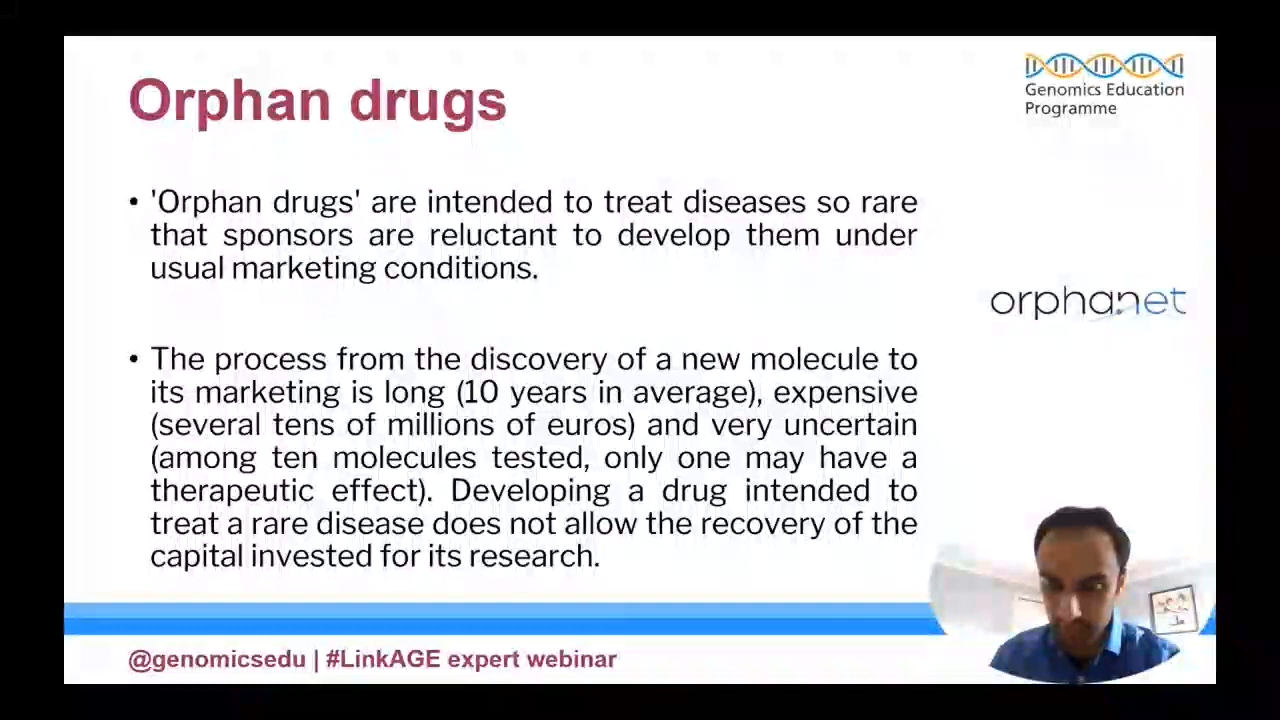 Orphan drugs
Genomics Education
Programme
• 'Orphan drugs' are intended to treat diseases so rare
that sponsors are reluctant to develop them under
usual marketing conditions.
orphanet
• The process from the discovery of a new molecule to
its marketing is long (10 years in average), expensive
(several tens of millions of euros) and very uncertain
(among ten molecules tested, only one may have a
therapeutic effect). Developing a drug intended to
treat a rare disease does not allow the recovery of the
capital invested for its research.
@genomicsedu | #LinkAGE expert webinar